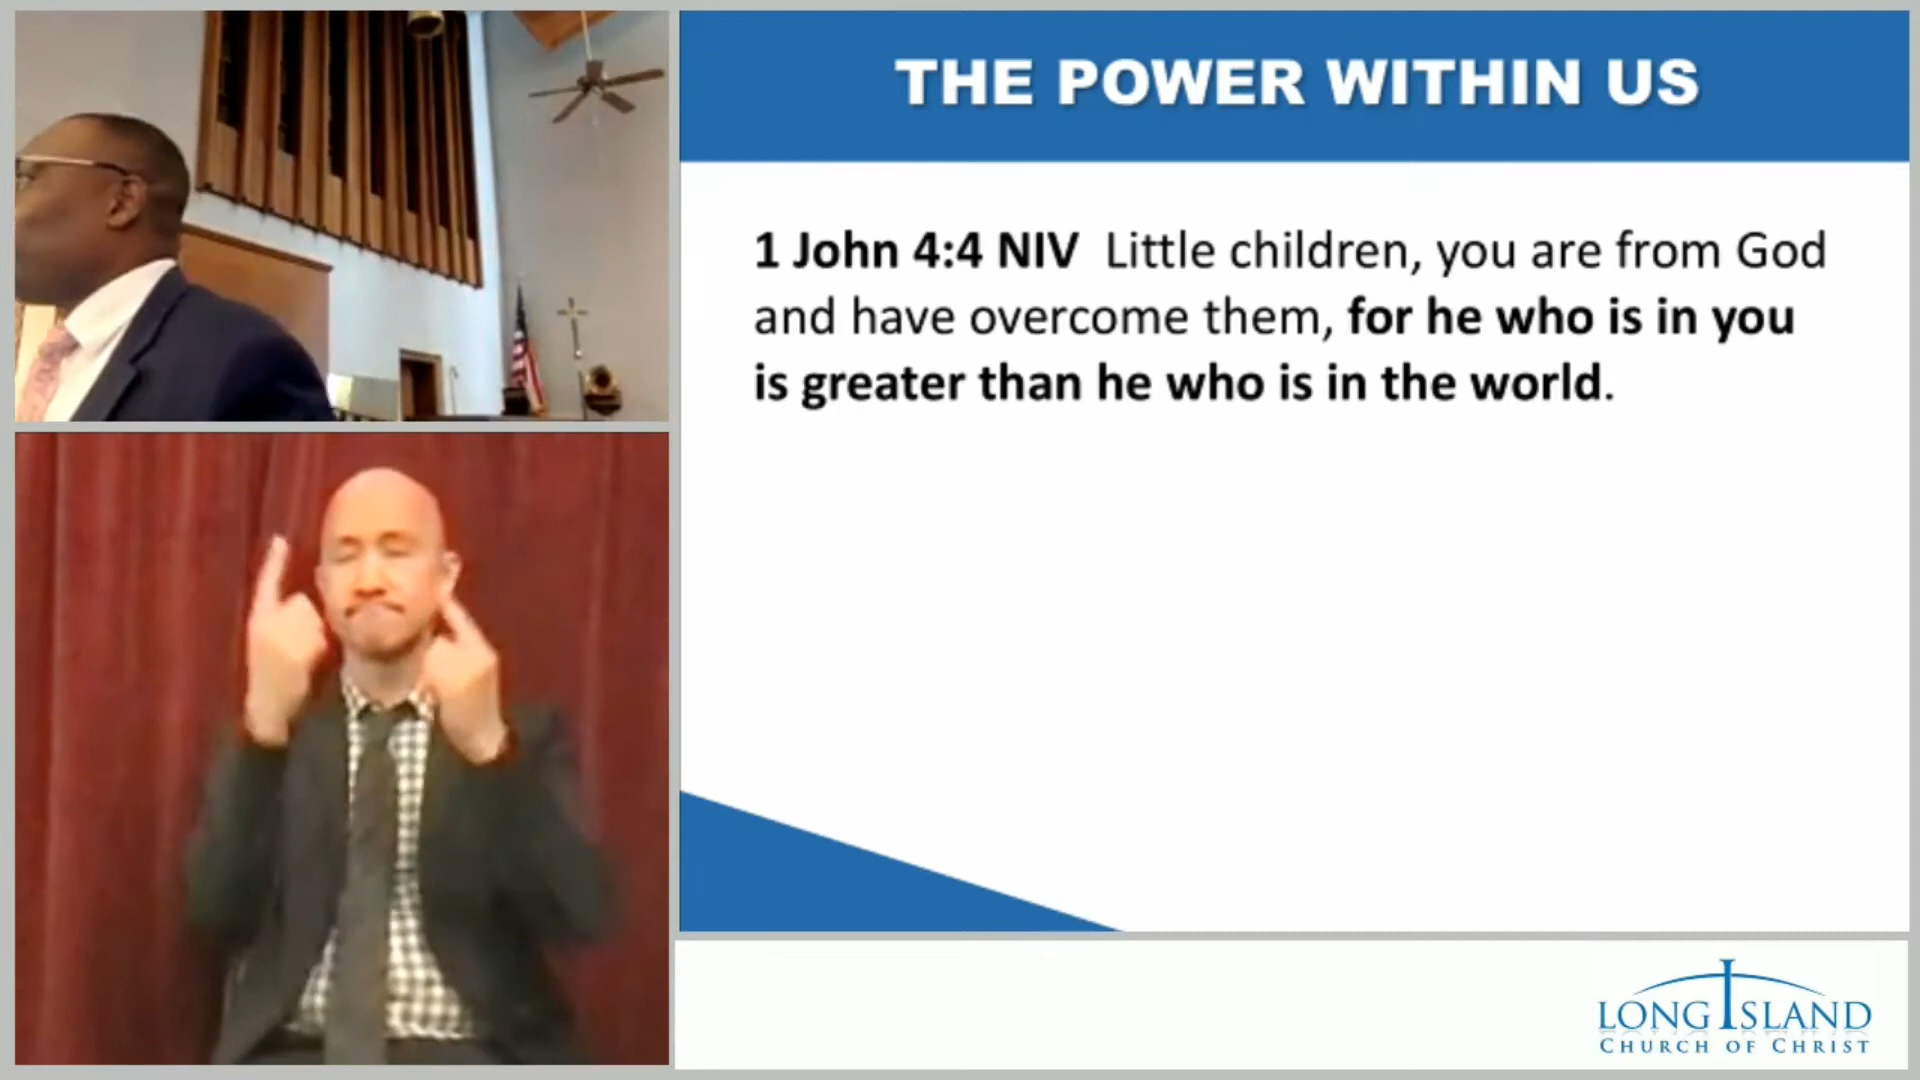 THE POWER WITHIN US
1 John 4:4 NIV  Little children, you are from God
and have overcome them, for he who is in you
is greater than he who is in the world.
LONG ISLAND
CHURCH OF CHRIST